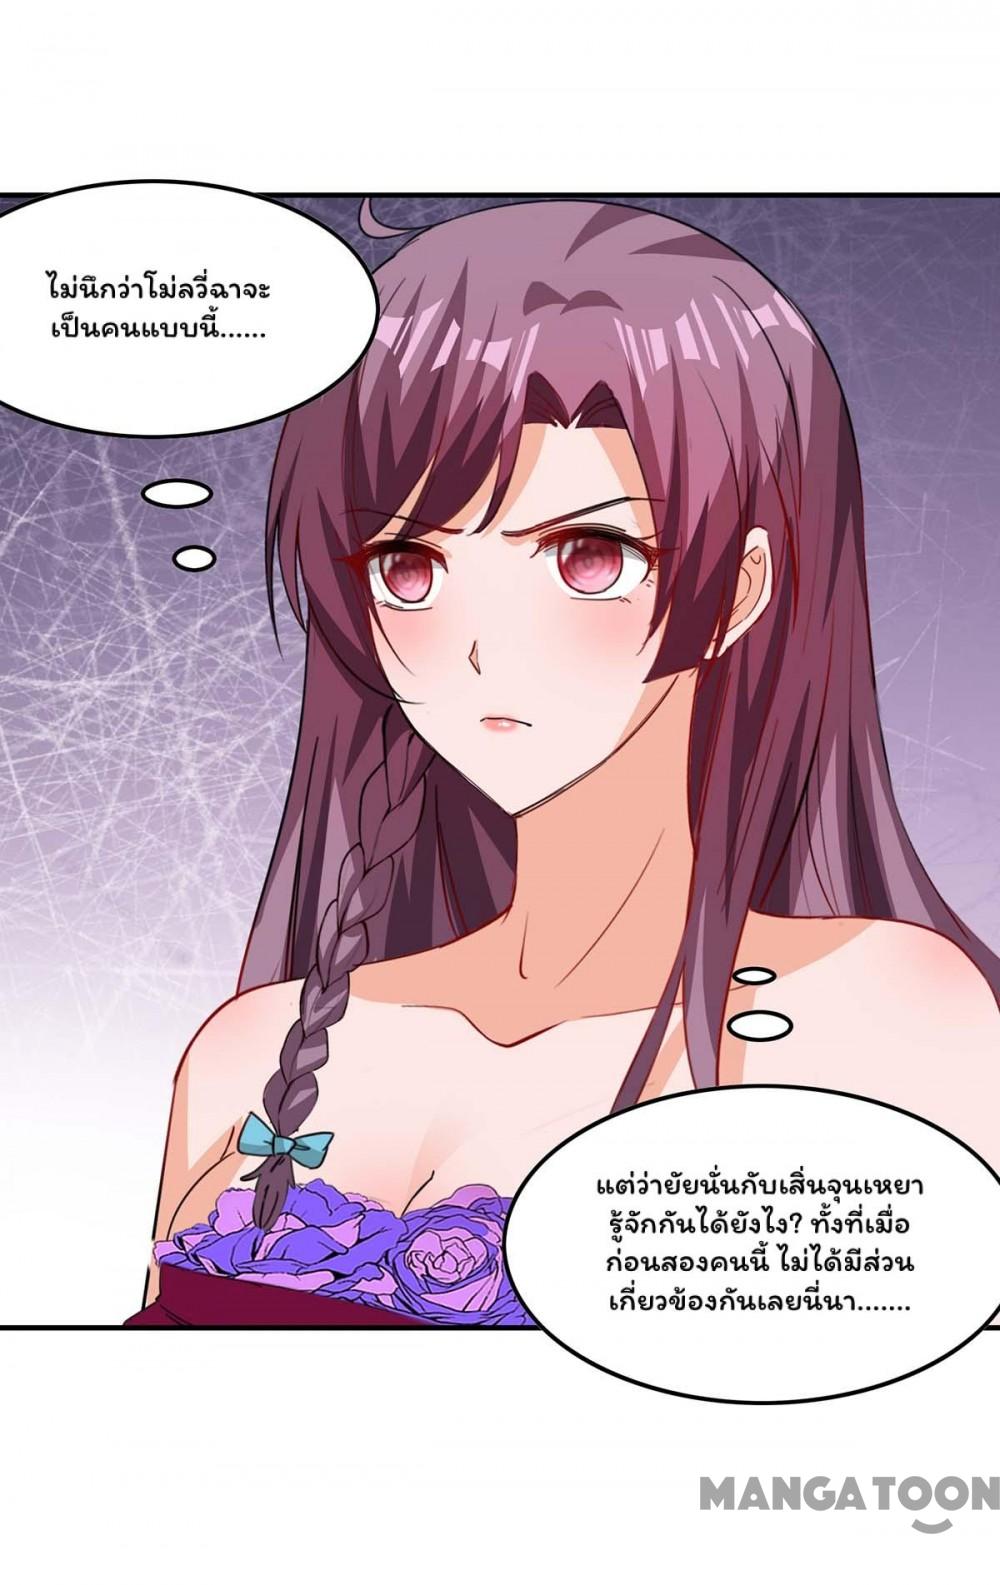 ไม่นึกว่าโม่ลวี่ฉาจะ
เป็นคนแบบนี้......
แต่ว่ายัยนั่นกับเสิ่นจุนเหยา
รู้จักกันได้ยังไง? ทั้งที่เมื่อ
ก่อนสองคนนี้ ไม่ได้มีส่วน
เกี่ยวข้องกันเลยนี่นา.......
MANGATOON